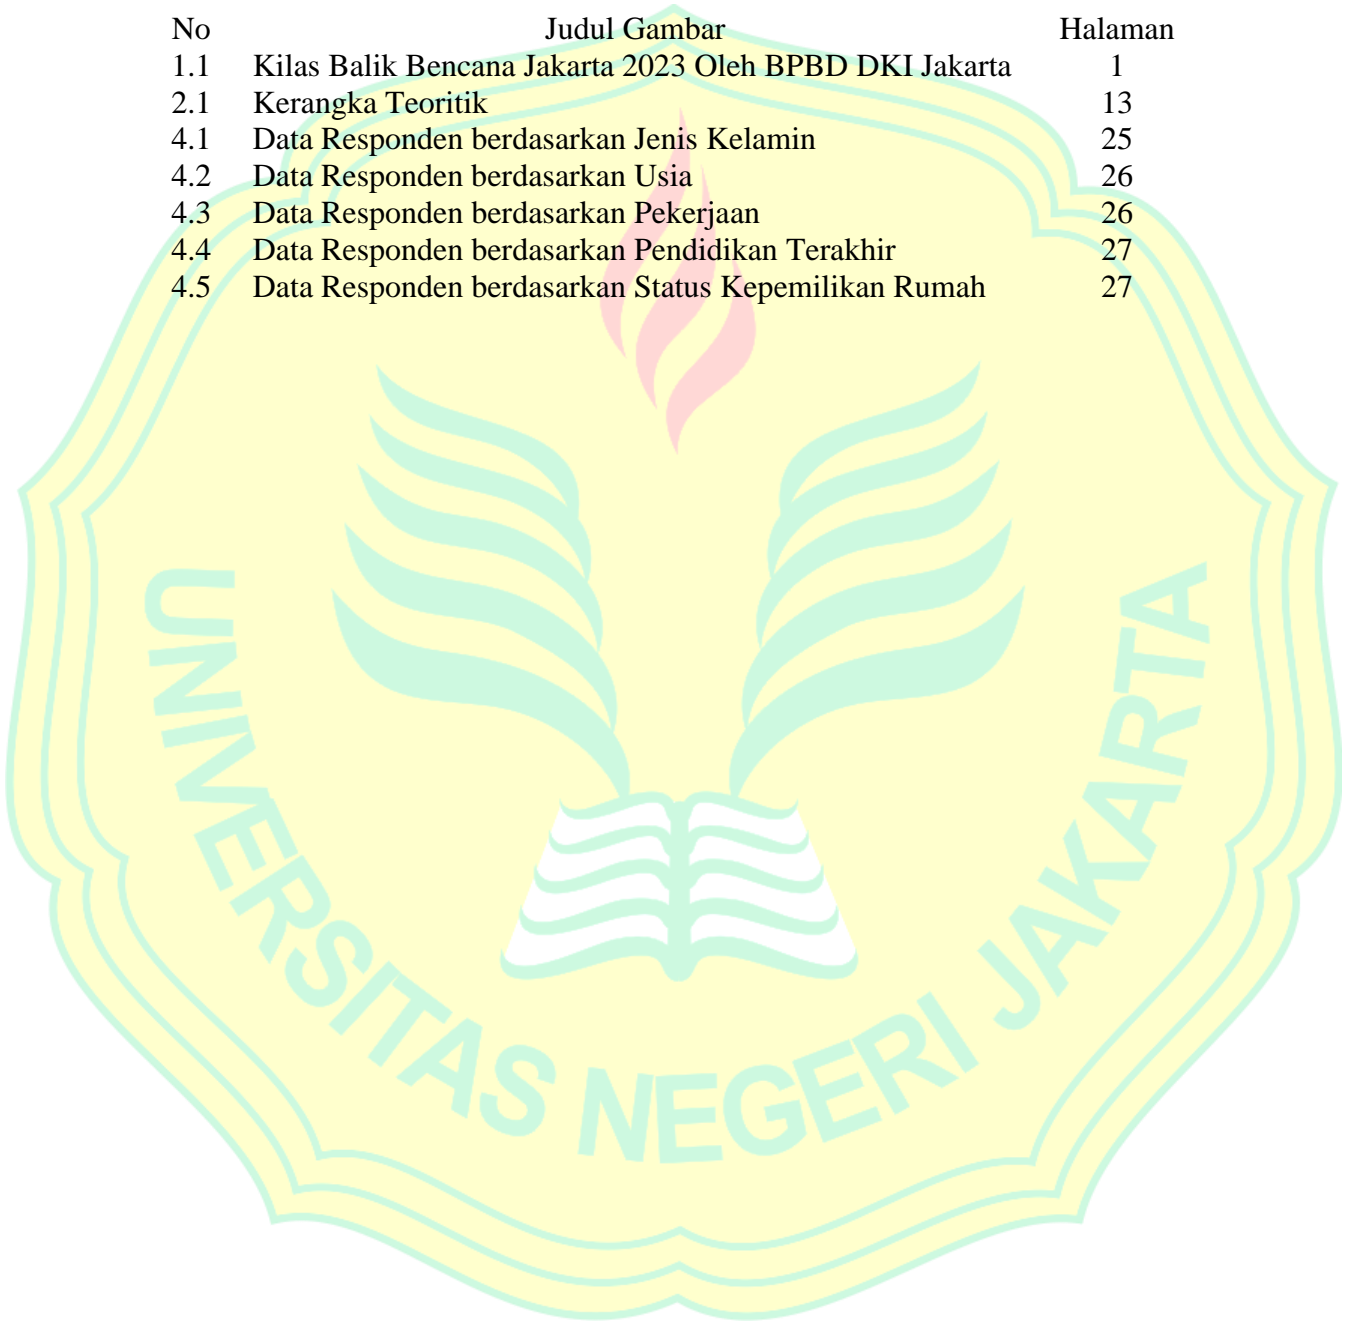 No Judul Gambar Halaman
1.1 Kilas Balik Bencana Jakarta 2023 Oleh BPBD DKI Jakarta 1
2.1 Kerangka Teoritik 13
4.1 Data Responden berdasarkan Jenis Kelamin 25
4.2 Data Responden berdasarkan Usia 26
4.3 Data Responden berdasarkan Pekerjaan 26
4.4 Data Responden berdasarkan Pendidikan Terakhir 27
4.5 Data Responden berdasarkan Status Kepemilikan Rumah 27
UNIVERSITAS NEGERI JAKARTA